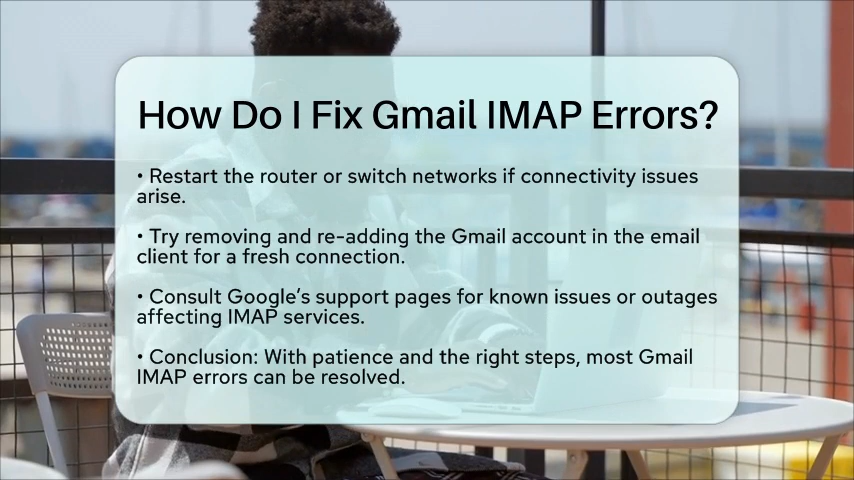 How Do I Fix Gmail IMAP Errors?
• Restart the router or switch networks if connectivity issues
arise.
• Try removing and re-adding the Gmail account in the email
client for a fresh connection.
• Consult Google’s support pages for known issues or outages
affecting IMAP services.
• Conclusion: With patience and the right steps, most Gmail
IMAP errors can be resolved.